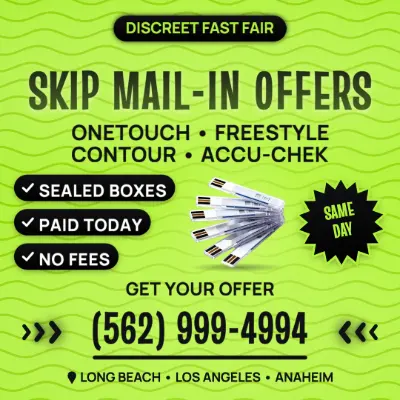 DISCREET FAST FAIR
SKIP MAIL-IN OFFERS
ONETOUCH • FREESTYLE
CONTOUR • ACCU-CHEK
SEALED BOXES
PAID TODAY
NO FEES
SAME
DAY
GET YOUR OFFER
(562) 999-4994
LONG BEACH • LOS ANGELES • ANAHEIM